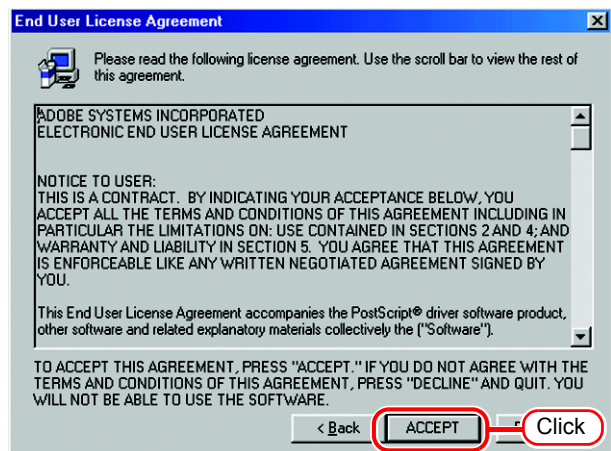 End User License Agreement
Please read the following license agreement. Use the scroll bar to view the rest of
this agreement.
ADOBE SYSTEMS INCORPORATED
ELECTRONIC END USER LICENSE AGREEMENT
NOTICE TO USER:
THIS IS A CONTRACT. BY INDICATING YOUR ACCEPTANCE BELOW, YOU
ACCEPT ALL THE TERMS AND CONDITIONS OF THIS AGREEMENT INCLUDING IN
PARTICULAR THE LIMITATIONS ON: USE CONTAINED IN SECTIONS 2 AND 4; AND
WARRANTY AND LIABILITY IN SECTION 5. YOU AGREE THAT THIS AGREEMENT
IS ENFORCEABLE LIKE ANY WRITTEN NEGOTIATED AGREEMENT SIGNED BY
YOU.
This End User License Agreement accompanies the PostScript® driver software product,
other software and related explanatory materials collectively the ("Software").
TO ACCEPT THIS AGREEMENT, PRESS "ACCEPT." IF YOU DO NOT AGREE WITH THE
TERMS AND CONDITIONS OF THIS AGREEMENT, PRESS "DECLINE" AND QUIT. YOU
WILL NOT BE ABLE TO USE THE SOFTWARE.
< Back ACCEPT Click